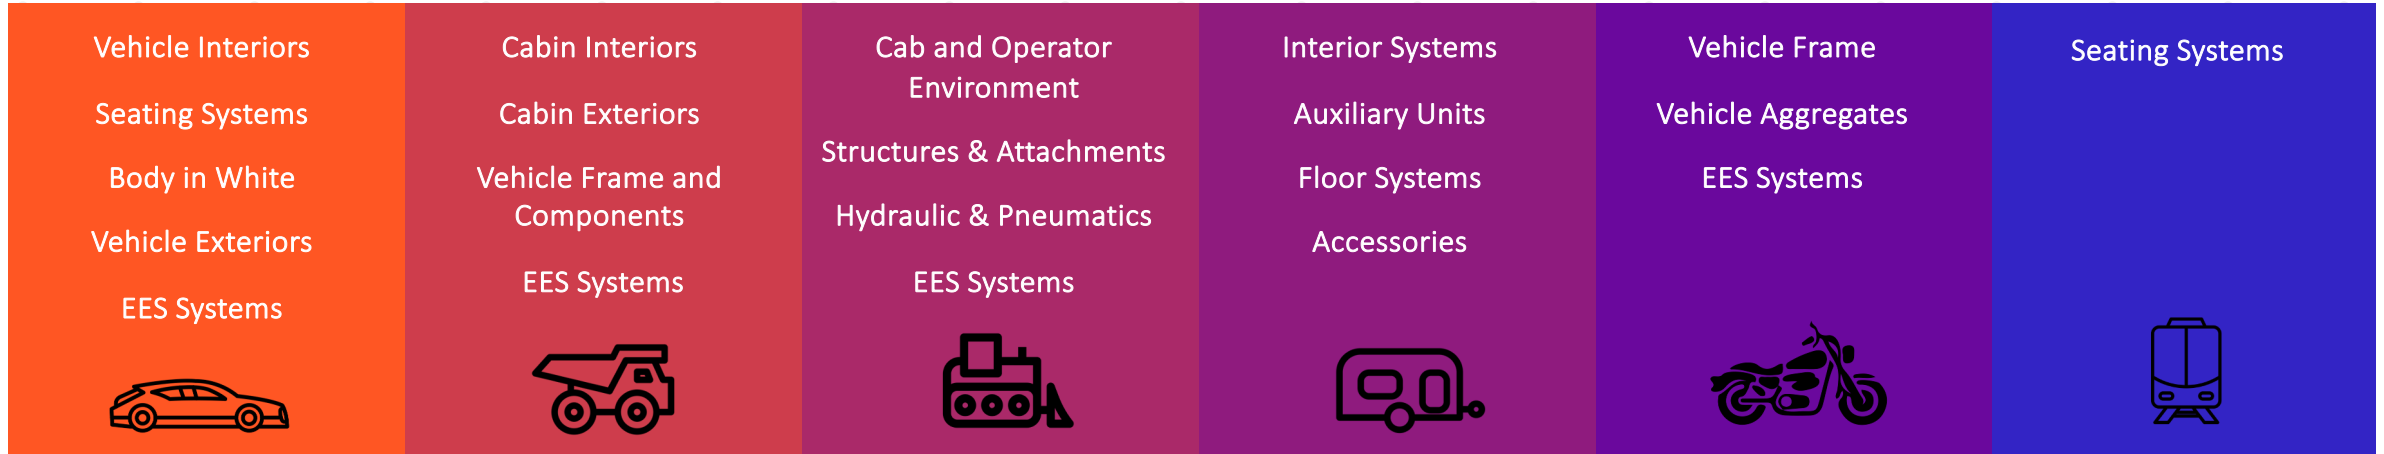 Vehicle Interiors
Seating Systems
Body in White
Vehicle Exteriors
EES Systems
Cabin Interiors
Cabin Exteriors
Vehicle Frame and
Components
EES Systems
Cab and Operator
Environment
Structures & Attachments
Hydraulic & Pneumatics
EES Systems
Interior Systems
Auxiliary Units
Floor Systems
Accessories
Vehicle Frame
Vehicle Aggregates
EES Systems
Seating Systems